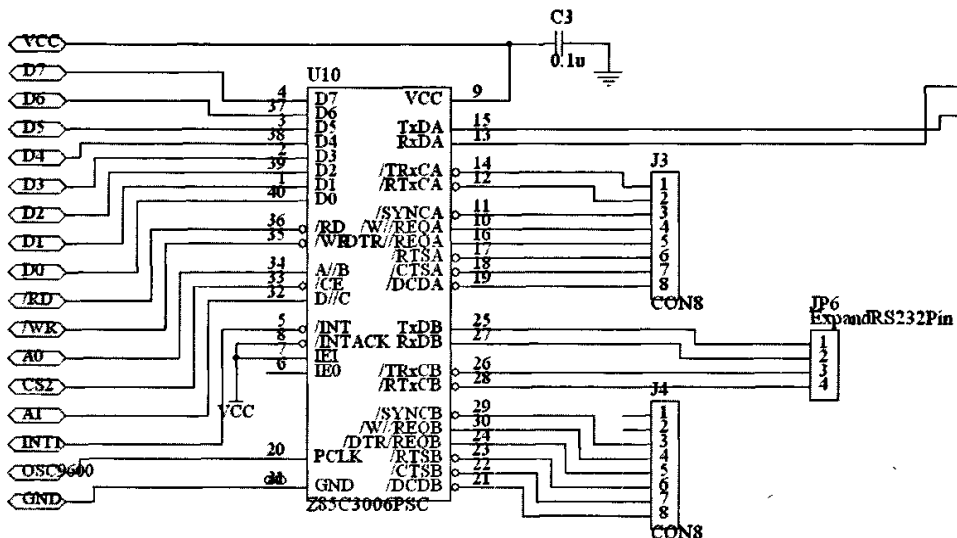 C3
0.1u
VCC
D7
D6
D5
D4
D3
D2
D1
D0
/RD
/WR
A0
CS2
A1
INT1
OSC9600
GND
U10
4 D7
37 D6
3 D5
38 D4
2 D3
39 D2
1 D1
40 D0
36 /RD
35 /WR
34 A//B
33 /CE
32 D//C
5 /INT
8 /INTACK
7 IEI
6 IE0
VCC
20 PCLK
GND
VCC 9
TxDA 15
RxDA 13
/TRxCA 14
/RTxCA 12
/SYNCA 11
/W//REQA 10
DTR//REQA 16
/RTSA 17
/CTSA 18
/DCDA 19
TxDB 25
RxDB 27
/TRxCB 26
/RTxCB 28
/SYNCB 29
/W//REQB 30
/DTR/REQB 24
/RTSB 23
/CTSB 22
/DCDB 21
Z85C3006PSC
J3
1
2
3
4
5
6
7
8
CON8
JP6
ExpandRS232Pin
1
2
3
4
J4
1
2
3
4
5
6
7
8
CON8